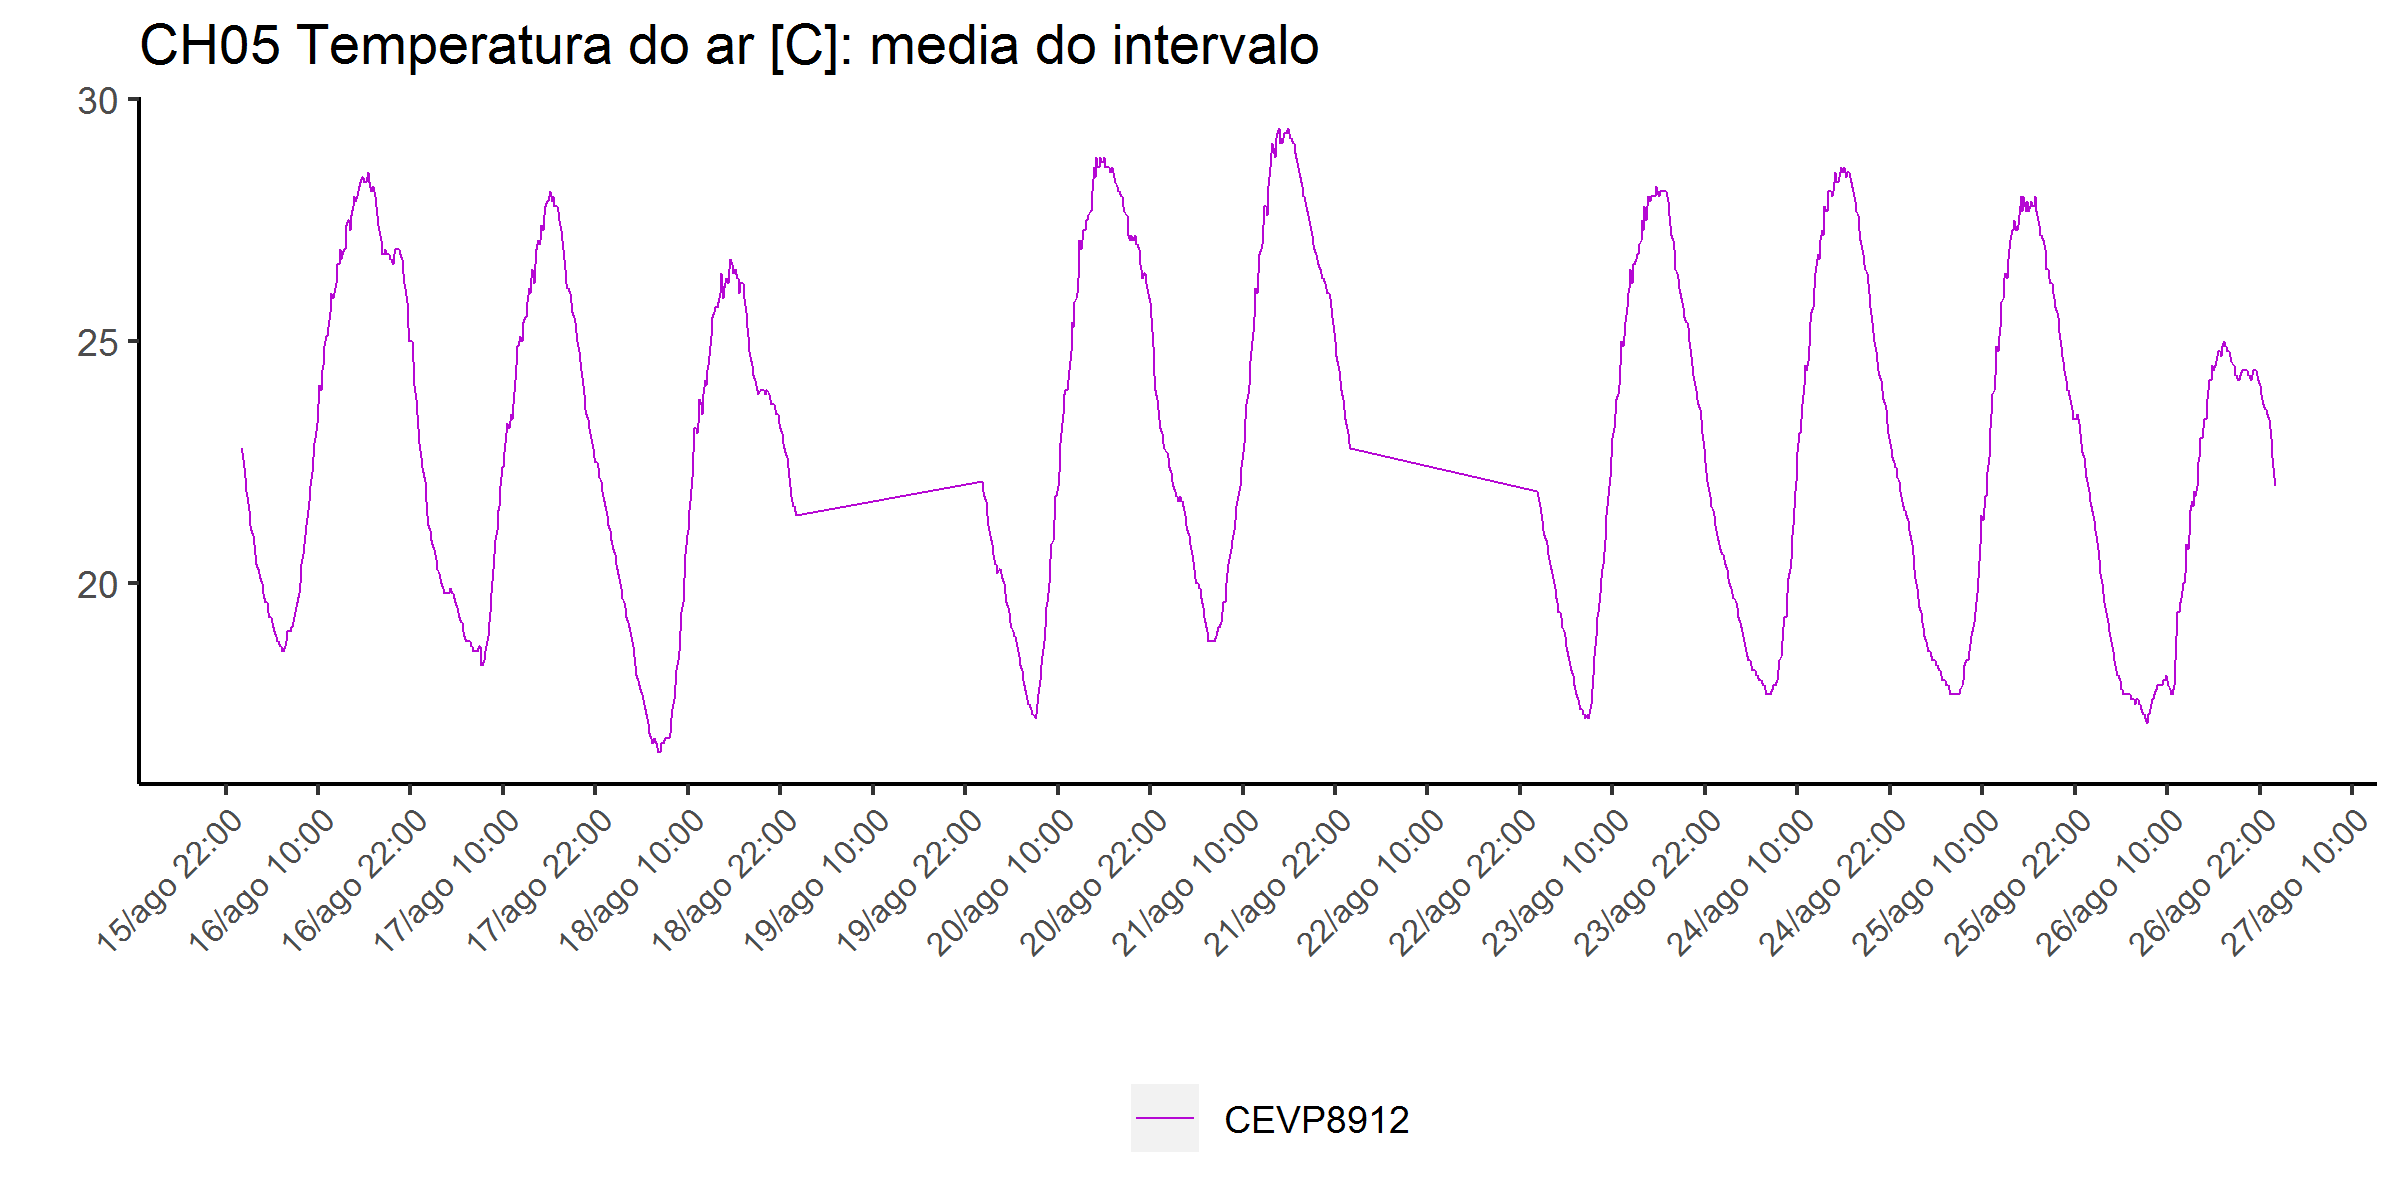 CH05 Temperatura do ar [C]: media do intervalo
30
25
20
15/ago 22:00
16/ago 10:00
16/ago 22:00
17/ago 10:00
17/ago 22:00
18/ago 10:00
18/ago 22:00
19/ago 10:00
19/ago 22:00
20/ago 10:00
20/ago 22:00
21/ago 10:00
21/ago 22:00
22/ago 10:00
22/ago 22:00
23/ago 10:00
23/ago 22:00
24/ago 10:00
24/ago 22:00
25/ago 10:00
25/ago 22:00
26/ago 10:00
26/ago 22:00
27/ago 10:00
CEVP8912